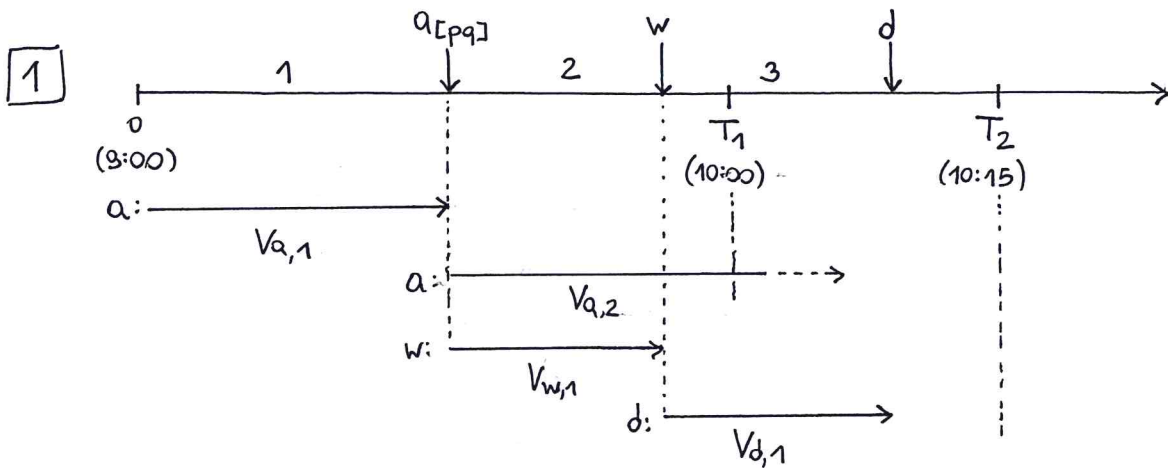 a[pq] w d
1 1 2 3
0 T1 T2
(9:00) (10:00) (10:15)
a:
Va,1
a:
Va,2
w:
Vw,1
d:
Vd,1